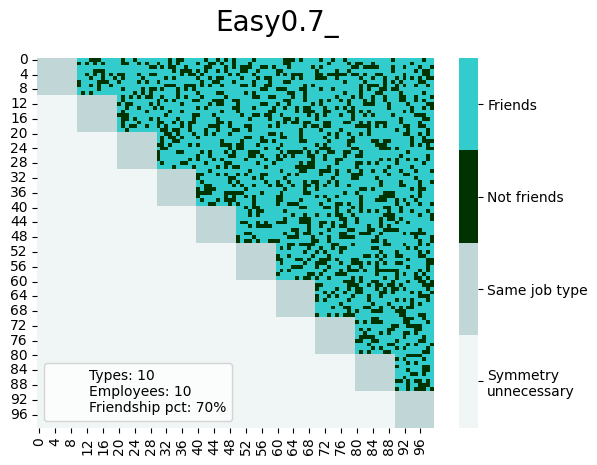 Easy0.7_
0
4
8
12
16
20
24
28
32
36
40
44
48
52
56
60
64
68
72
76
80
84
88
92
96
Friends
Not friends
Same job type
Symmetry
unnecessary
Types: 10
Employees: 10
Friendship pct: 70%
0 4 8 12 16 20 24 28 32 36 40 44 48 52 56 60 64 68 72 76 80 84 88 92 96